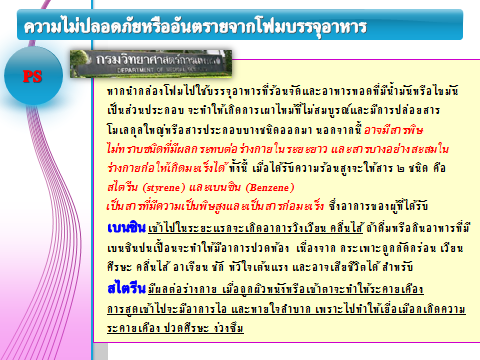 ความไม่ปลอดภัยหรืออันตรายจากโฟมบรรจุอาหาร
PS
กรมวิทยาศาสตร์การแพทย์
DEPARTMENT OF MEDICAL SCIENCES
หากนำกล่องโฟมไปใช้บรรจุอาหารที่ร้อนจัดและอาหารทอดที่มีน้ำมันหรือไขมัน
เป็นส่วนประกอบ จะทำให้เกิดการเผาไหม้ที่ไม่สมบูรณ์และมีการปล่อยสาร
โมเลกุลใหญ่หรือสารประกอบบางชนิดออกมา นอกจากนี้ อาจมีสารพิษ
ไม่ทราบชนิดที่มีผลกระทบต่อร่างกายในระยะยาว และสารบางอย่างสะสมใน
ร่างกายก่อให้เกิดมะเร็งได้ ทั้งนี้ เมื่อได้รับความร้อนสูงจะให้สาร ๒ ชนิด คือ
สไตรีน (styrene) และเบนซิน (Benzene)
เป็นสารที่มีความเป็นพิษสูงและเป็นสารก่อมะเร็ง ซึ่งอาการของผู้ที่ได้รับ
เบนซิน เข้าไปในระยะแรกจะเกิดอาการวิงเวียน คลื่นไส้ ถ้าดื่มหรือกินอาหารที่มี
เบนซินปนเปื้อนจะทำให้มีอาการปวดท้อง เนื่องจาก กระเพาะถูกกัดกร่อน เวียน
ศีรษะ คลื่นไส้ อาเจียน ชัก หัวใจเต้นแรง และอาจเสียชีวิตได้ สำหรับ
สไตรีน มีผลต่อร่างกาย เมื่อถูกผิวหนังหรือเข้าตาจะทำให้ระคายเคือง
การสูดเข้าไปจะมีอาการไอ และหายใจลำบาก เพราะไปทำให้เยื่อเมือกเกิดความ
ระคายเคือง ปวดศีรษะ ง่วงซึม